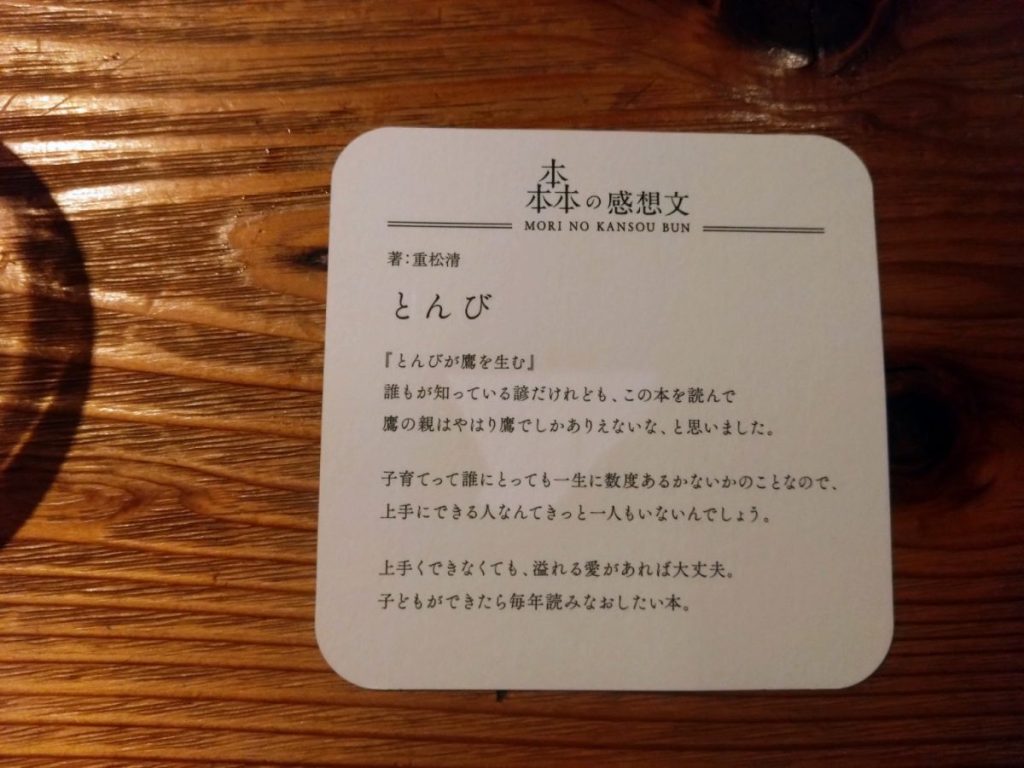 本
本本の感想文
MORI NO KANSOU BUN
著:重松清
とんび
『とんびが鷹を生む』
誰もが知っている諺だけれども、この本を読んで
鷹の親はやはり鷹でしかありえないな、と思いました。
子育てって誰にとっても一生に数度あるかないかのことなので、
上手にできる人なんてきっと一人もいないんでしょう。
上手くできなくても、溢れる愛があれば大丈夫。
子どもができたら毎年読みなおしたい本。